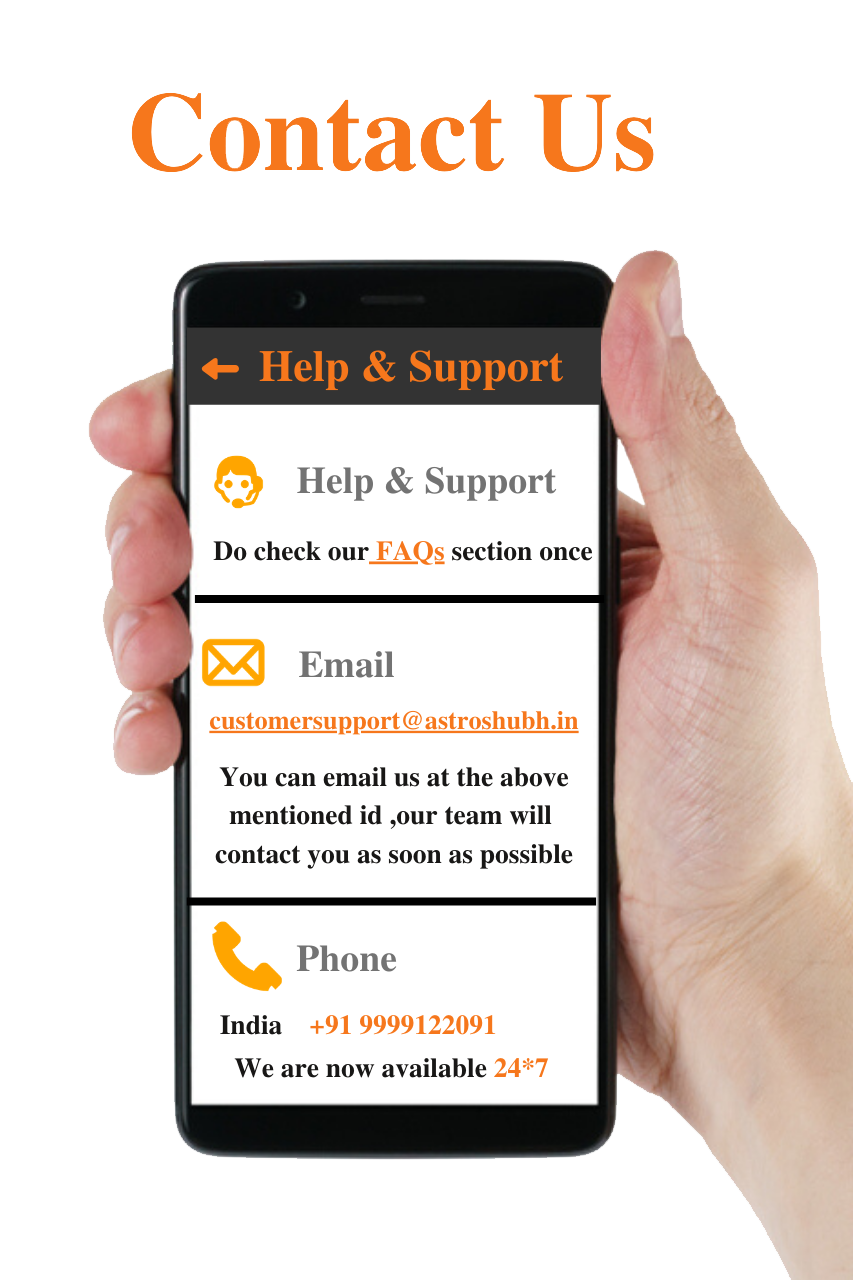 Contact Us
Help & Support
Help & Support
Do check our FAQs section once
Email
customersupport@astroshubh.in
You can email us at the above
mentioned id ,our team will
contact you as soon as possible
Phone
India +91 9999122091
We are now available 24*7